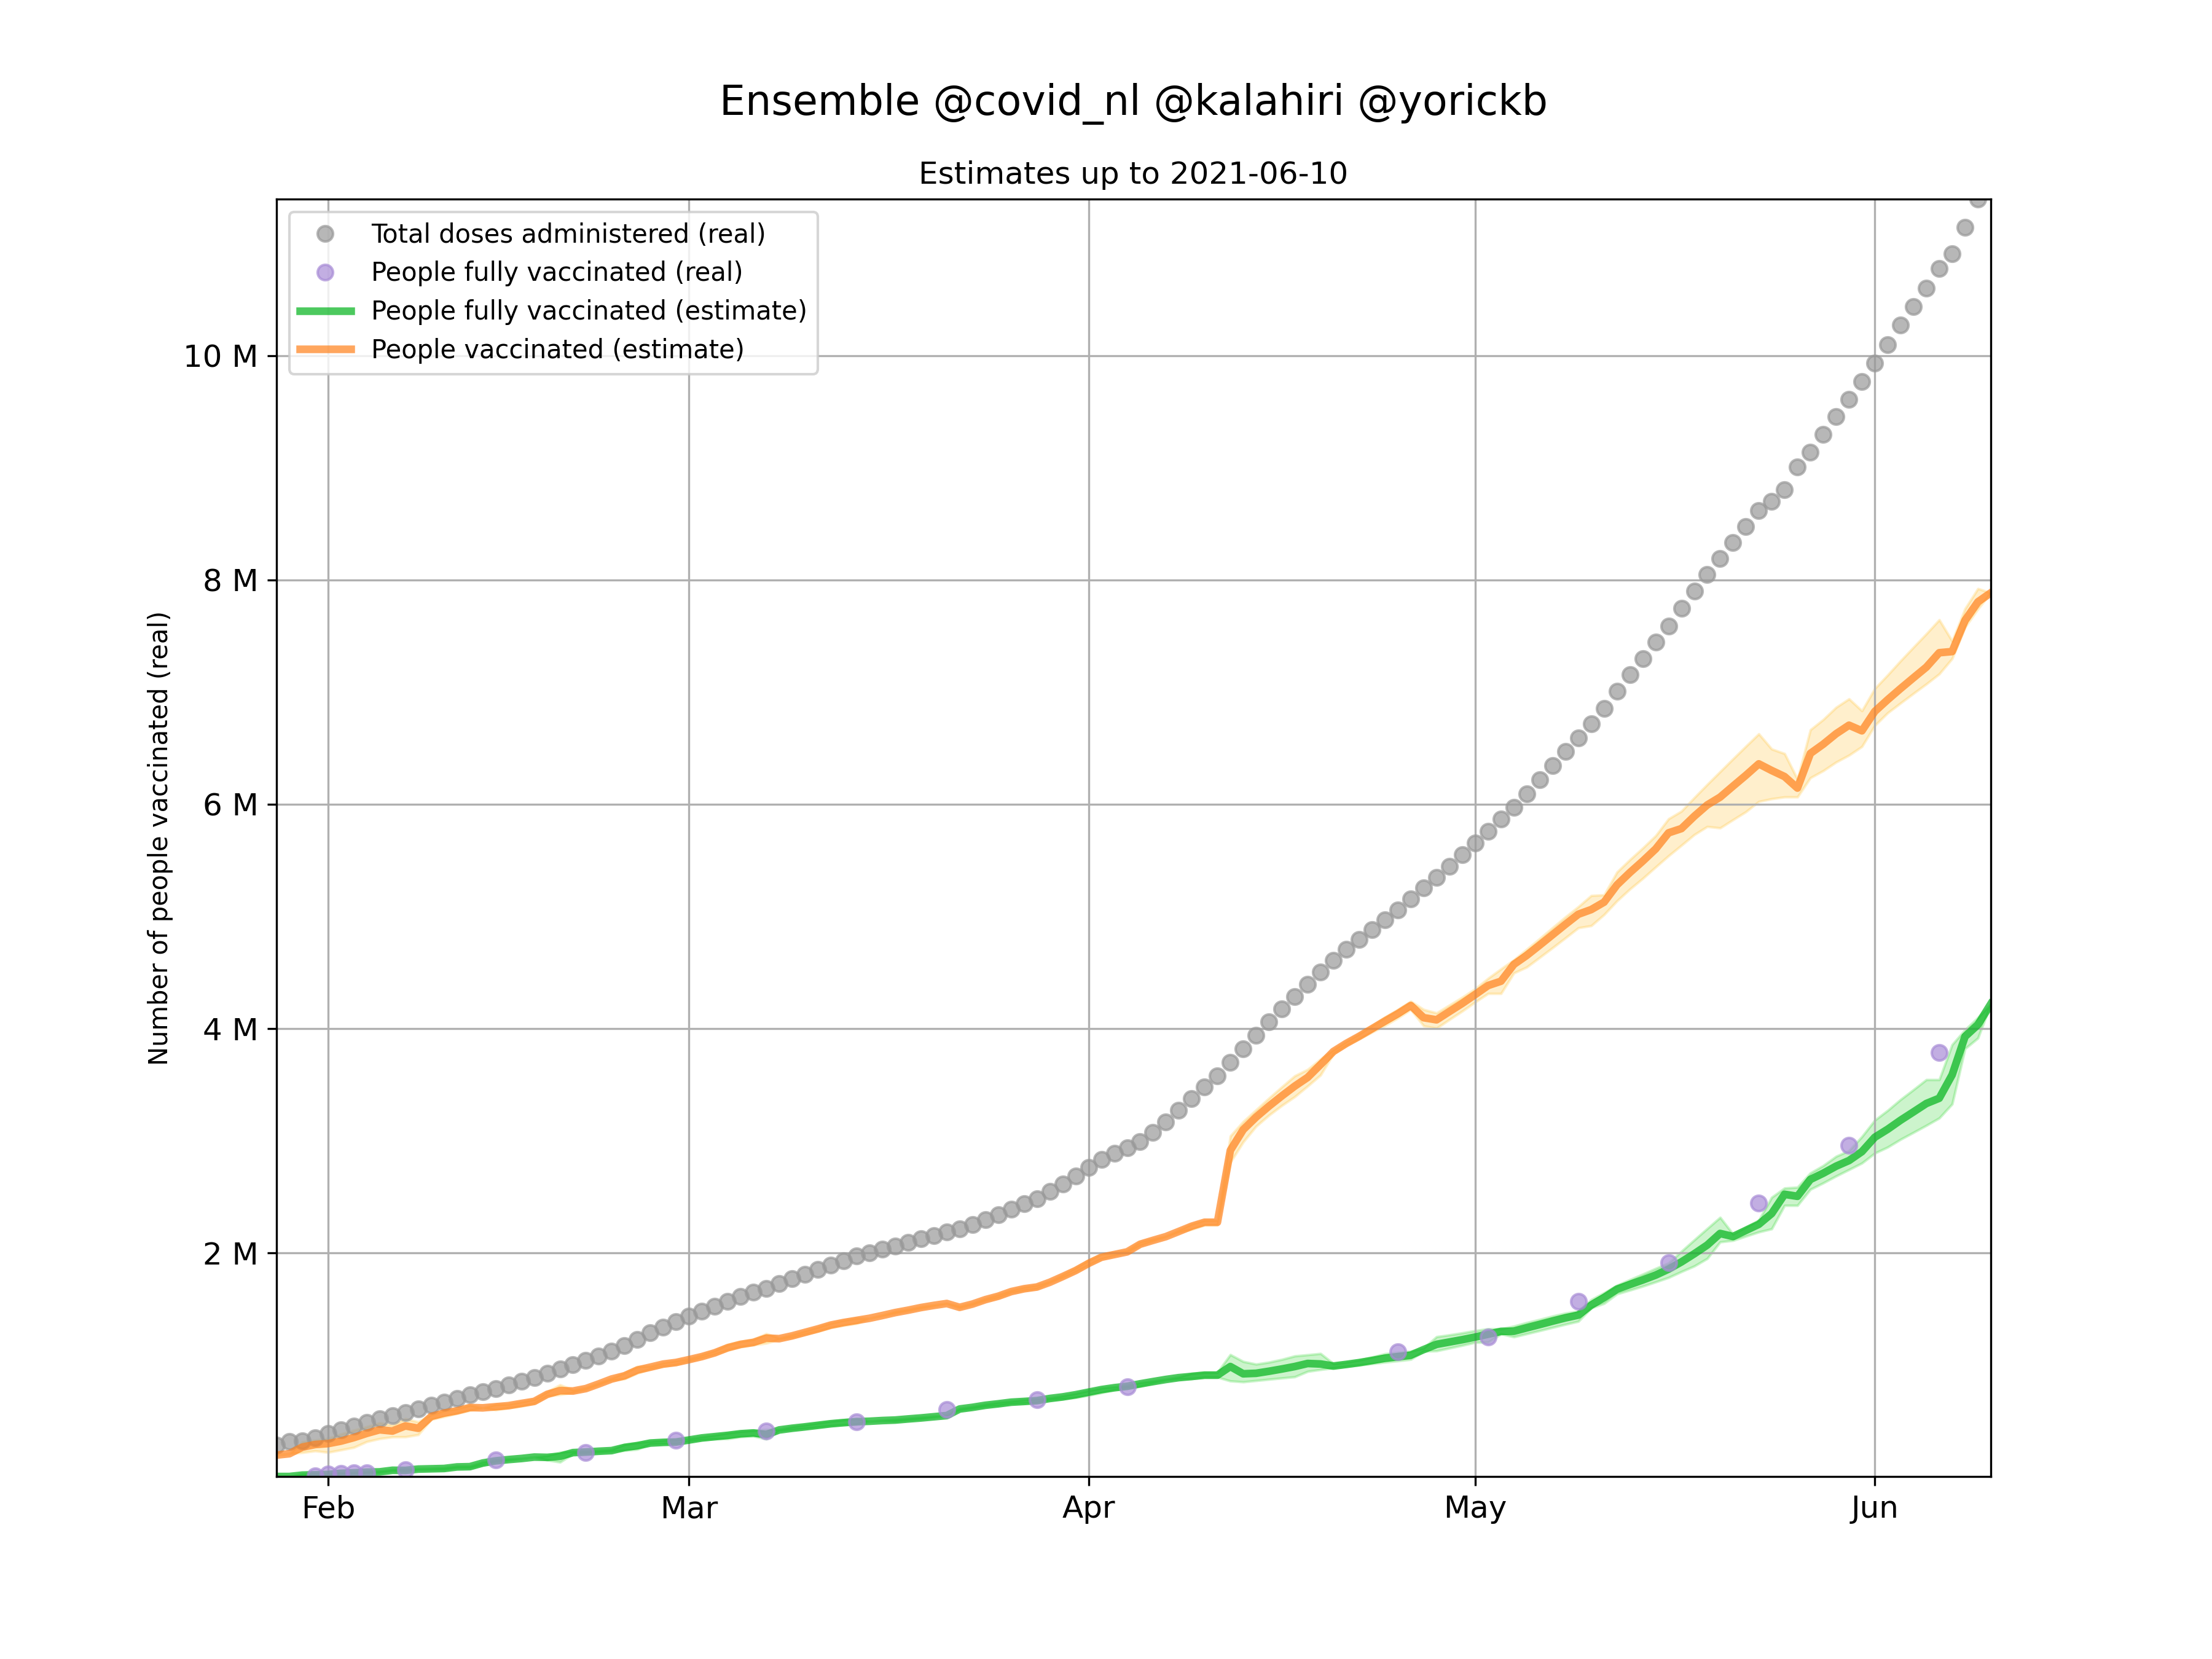 Ensemble @covid_nl @kalahiri @yorickb
Estimates up to 2021-06-10
Total doses administered (real)
People fully vaccinated (real)
People fully vaccinated (estimate)
People vaccinated (estimate)
Number of people vaccinated (real)
10 M
8 M
6 M
4 M
2 M
Feb
Mar
Apr
May
Jun